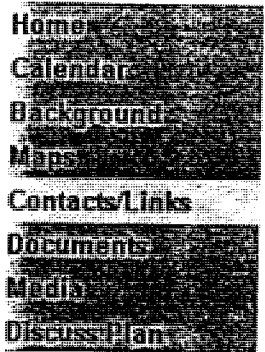 Home
Calendar
Background
Maps
Contacts/Links
Documents
Media
Discuss Plan